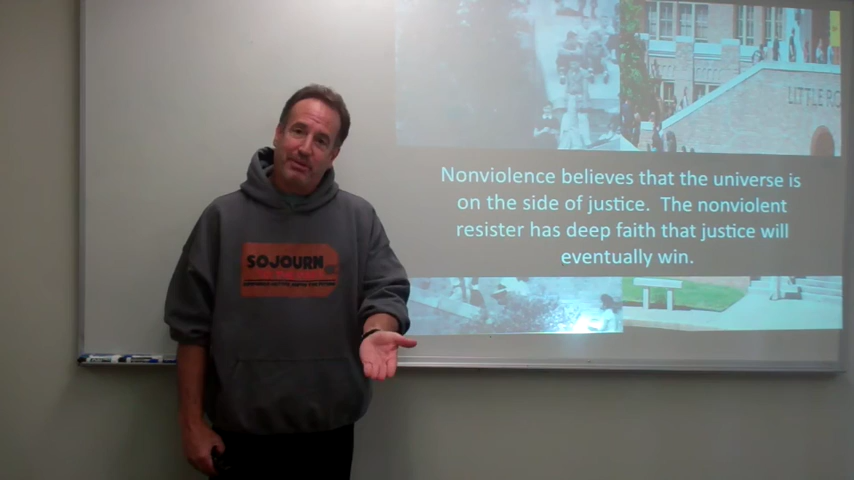 LITTLE RO
Nonviolence believes that the universe is
on the side of justice. The nonviolent
resister has deep faith that justice will
eventually win.
SOJOURN